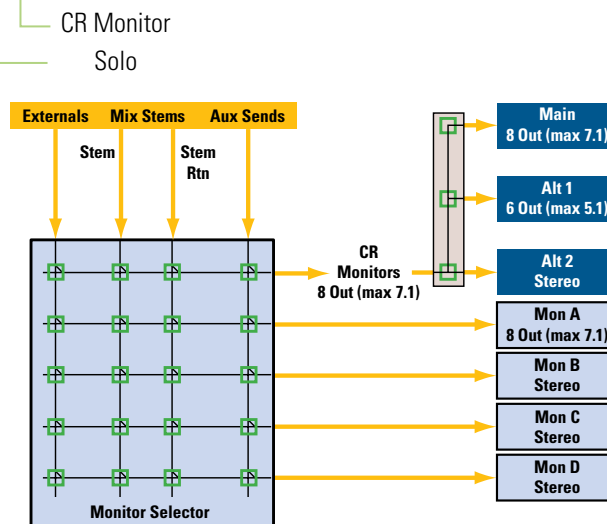 CR Monitor
Solo
Externals Mix Stems Aux Sends
Stem
Stem
Rtn
CR
Monitors
8 Out (max 7.1)
Main
8 Out (max 7.1)
Alt 1
6 Out (max 5.1)
Alt 2
Stereo
Mon A
8 Out (max 7.1)
Mon B
Stereo
Mon C
Stereo
Mon D
Stereo
Monitor Selector